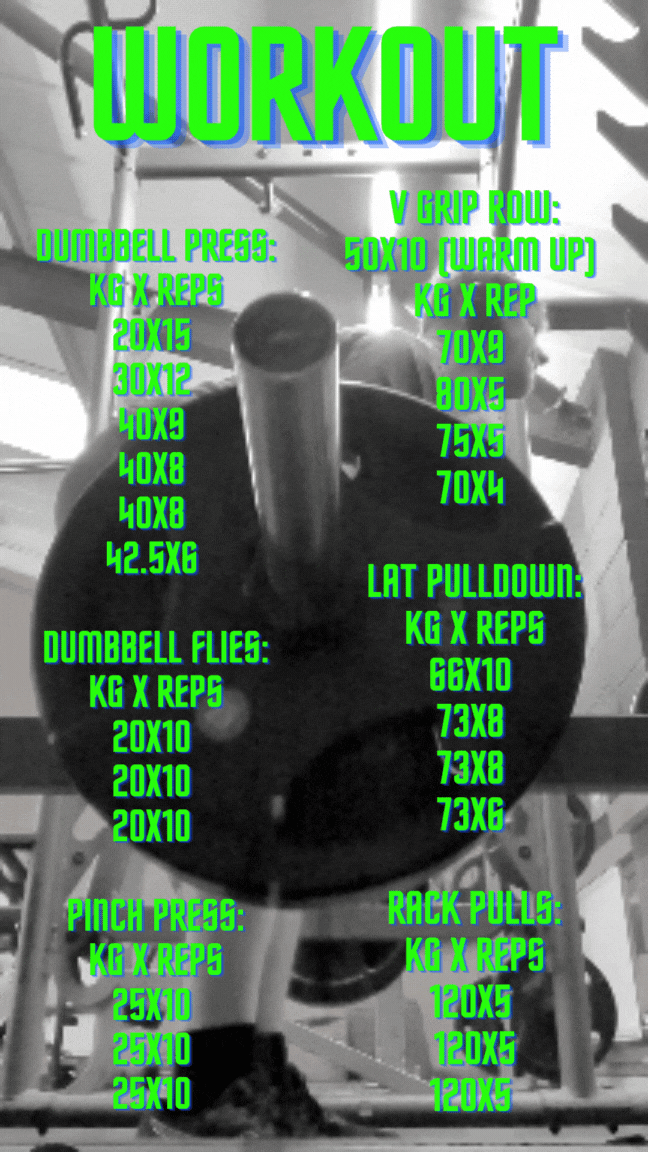 WORKOUT
DUMBBELL PRESS:
KG X REPS
20X15
30X12
40X9
40X8
40X8
42.5X6
DUMBBELL FLIES:
KG X REPS
20X10
20X10
20X10
PINCH PRESS:
KG X REPS
25X10
25X10
25X10
V GRIP ROW:
50X10 (WARM UP)
KG X REP
70X9
80X5
75X5
70X4
LAT PULLDOWN:
KG X REPS
66X10
73X8
73X8
73X6
RACK PULLS:
KG X REPS
120X5
120X5
120X5